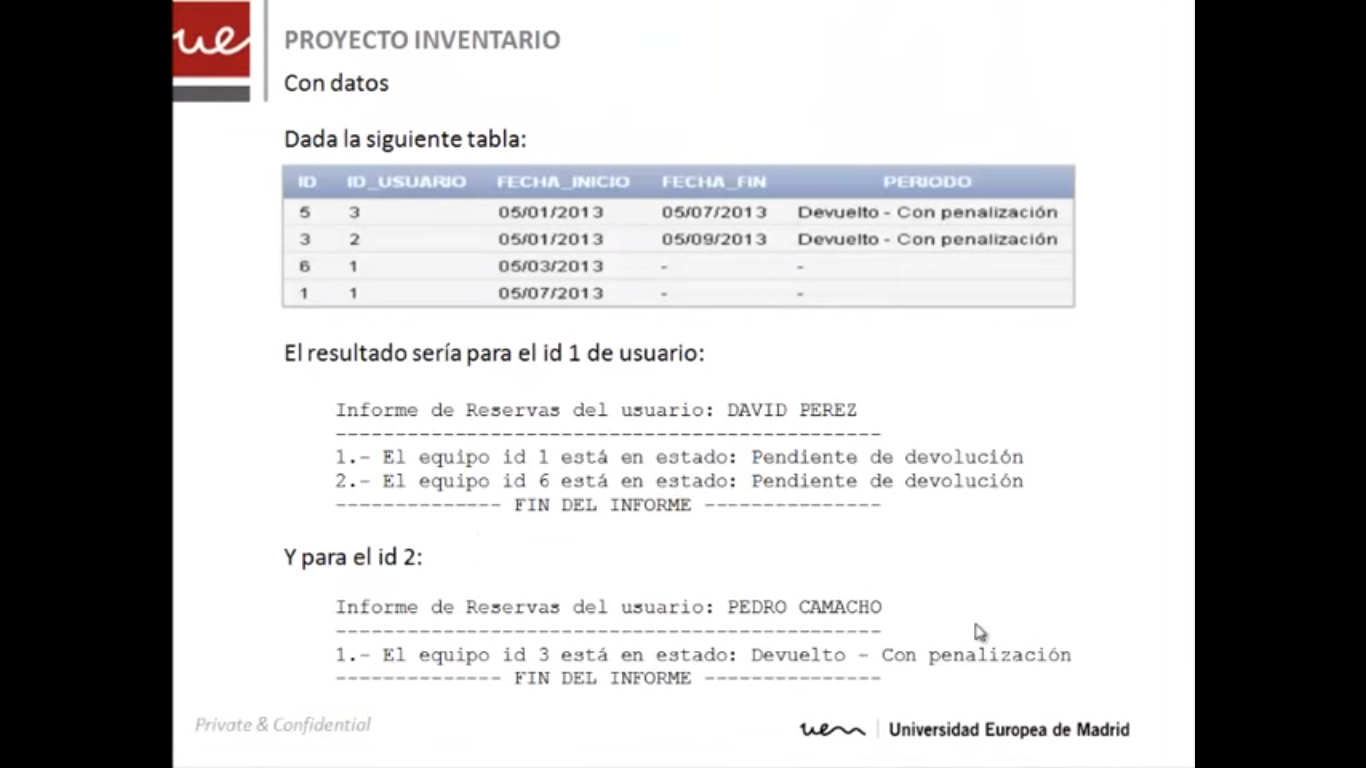 ue
PROYECTO INVENTARIO
Con datos
Dada la siguiente tabla:
ID ID_USUARIO FECHA_INICIO FECHA_FIN PERIODO
5 3 05/01/2013 05/07/2013 Devuelto - Con penalización
3 2 05/01/2013 05/09/2013 Devuelto - Con penalización
6 1 05/03/2013 - -
1 1 05/07/2013 - -
El resultado sería para el id 1 de usuario:
Informe de Reservas del usuario: DAVID PEREZ
----------------------------------------------
1.- El equipo id 1 está en estado: Pendiente de devolución
2.- El equipo id 6 está en estado: Pendiente de devolución
-------------- FIN DEL INFORME ---------------
Y para el id 2:
Informe de Reservas del usuario: PEDRO CAMACHO
----------------------------------------------
1.- El equipo id 3 está en estado: Devuelto - Con penalización
-------------- FIN DEL INFORME ---------------
Private & Confidential
uem Universidad Europea de Madrid